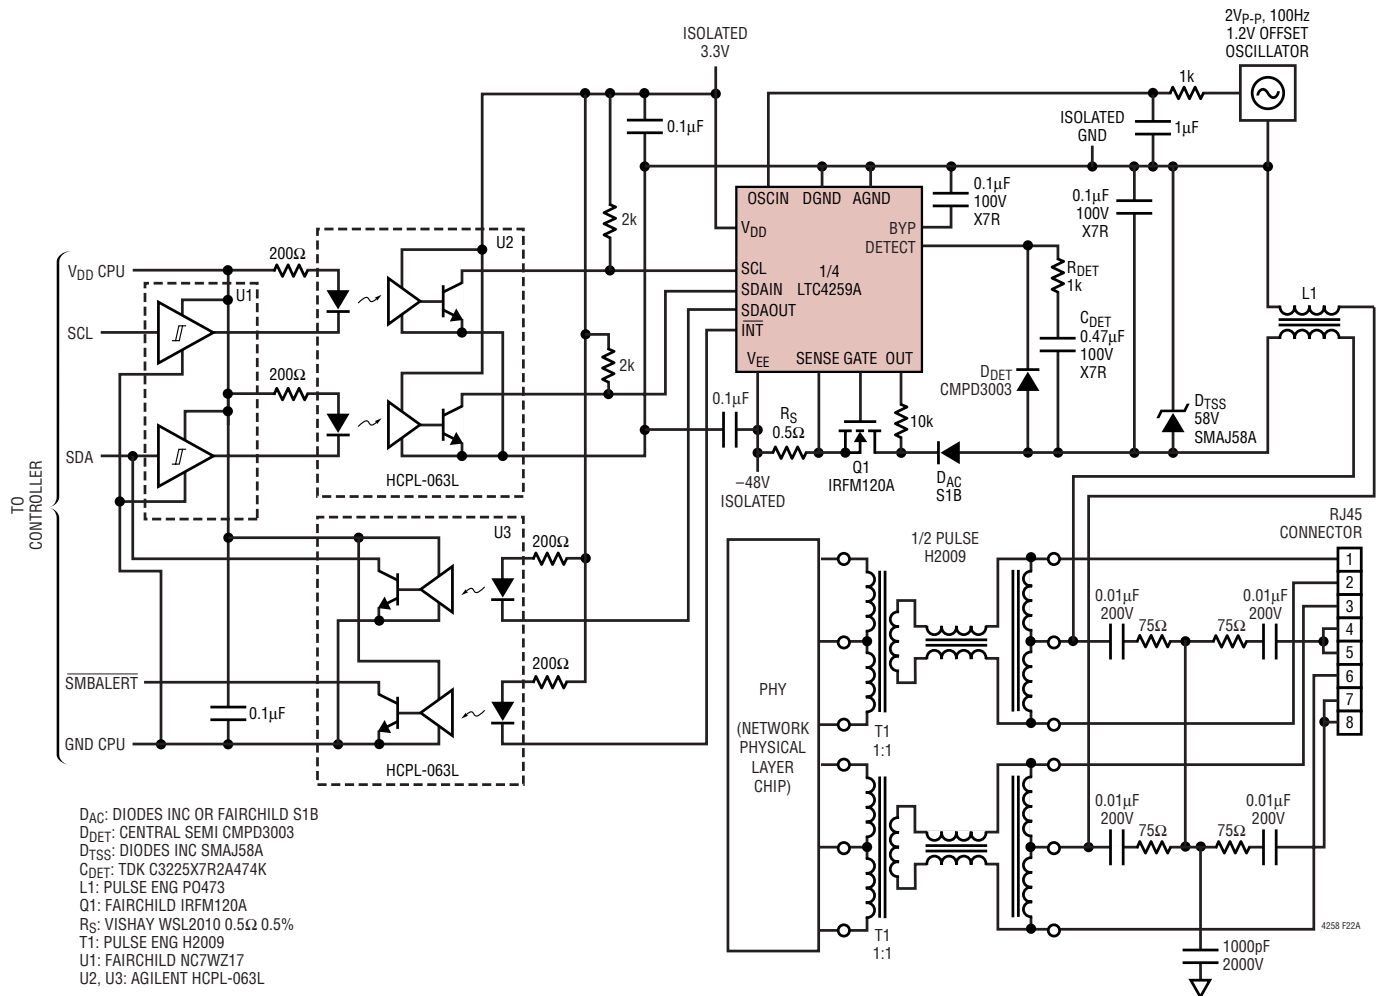 ISOLATED
3.3V
2VP-P, 100Hz
1.2V OFFSET
OSCILLATOR
1k
ISOLATED
GND
1µF
0.1µF
0.1µF
100V
X7R
0.1µF
100V
X7R
OSCIN DGND AGND
VDD
BYP
DETECT
SCL
SDAIN
SDAOUT
INT
1/4
LTC4259A
VEE SENSE GATE OUT
2k
2k
RDET
1k
CDET
0.47µF
100V
X7R
DDET
CMPD3003
DTSS
58V
SMAJ58A
L1
0.1µF
RS
0.5Ω
10k
Q1
IRFM120A
DAC
S1B
–48V
ISOLATED
TO
CONTROLLER
VDD CPU
SCL
SDA
SMBALERT
GND CPU
200Ω
200Ω
U1
U2
HCPL-063L
U3
200Ω
200Ω
0.1µF
HCPL-063L
PHY
(NETWORK
PHYSICAL
LAYER
CHIP)
1/2 PULSE
H2009
T1
1:1
T1
1:1
RJ45
CONNECTOR
1
2
3
4
5
6
7
8
0.01µF
200V
75Ω
75Ω
0.01µF
200V
0.01µF
200V
75Ω
75Ω
0.01µF
200V
1000pF
2000V
4258 F22A
DAC: DIODES INC OR FAIRCHILD S1B
DDET: CENTRAL SEMI CMPD3003
DTSS: DIODES INC SMAJ58A
CDET: TDK C3225X7R2A474K
L1: PULSE ENG PO473
Q1: FAIRCHILD IRFM120A
RS: VISHAY WSL2010 0.5Ω 0.5%
T1: PULSE ENG H2009
U1: FAIRCHILD NC7WZ17
U2, U3: AGILENT HCPL-063L